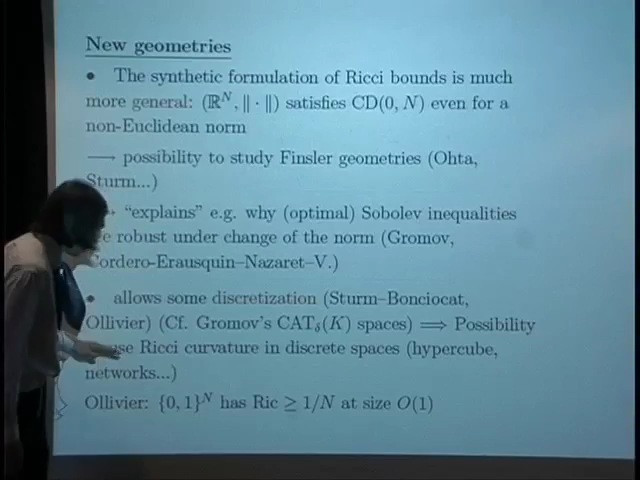 New geometries
• The synthetic formulation of Ricci bounds is much
more general: (ℝᴺ, ‖ · ‖) satisfies CD(0, N) even for a
non-Euclidean norm
⟶ possibility to study Finsler geometries (Ohta,
Sturm...)
“explains” e.g. why (optimal) Sobolev inequalities
robust under change of the norm (Gromov,
Cordero-Erausquin–Nazaret–V.)
• allows some discretization (Sturm–Bonciocat,
Ollivier) (Cf. Gromov's CAT_δ(K) spaces) ⟹ Possibility
Ricci curvature in discrete spaces (hypercube,
networks...)
Ollivier: {0, 1}ᴺ has Ric ≥ 1/N at size O(1)